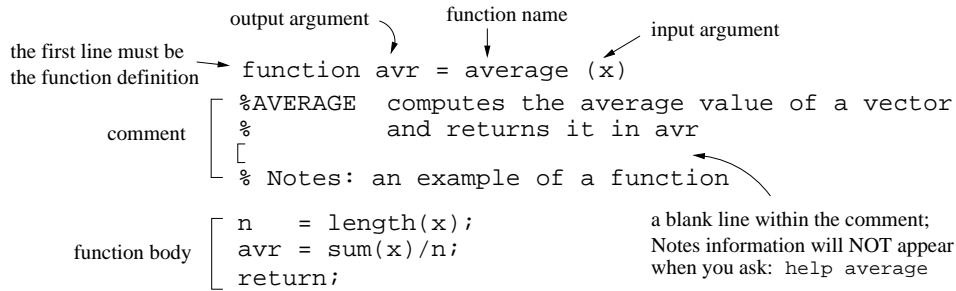 output argument
function name
input argument
the first line must be
the function definition
function avr = average (x)
comment
%AVERAGE computes the average value of a vector
% and returns it in avr
% Notes: an example of a function
a blank line within the comment;
Notes information will NOT appear
when you ask: help average
function body
n = length(x);
avr = sum(x)/n;
return;